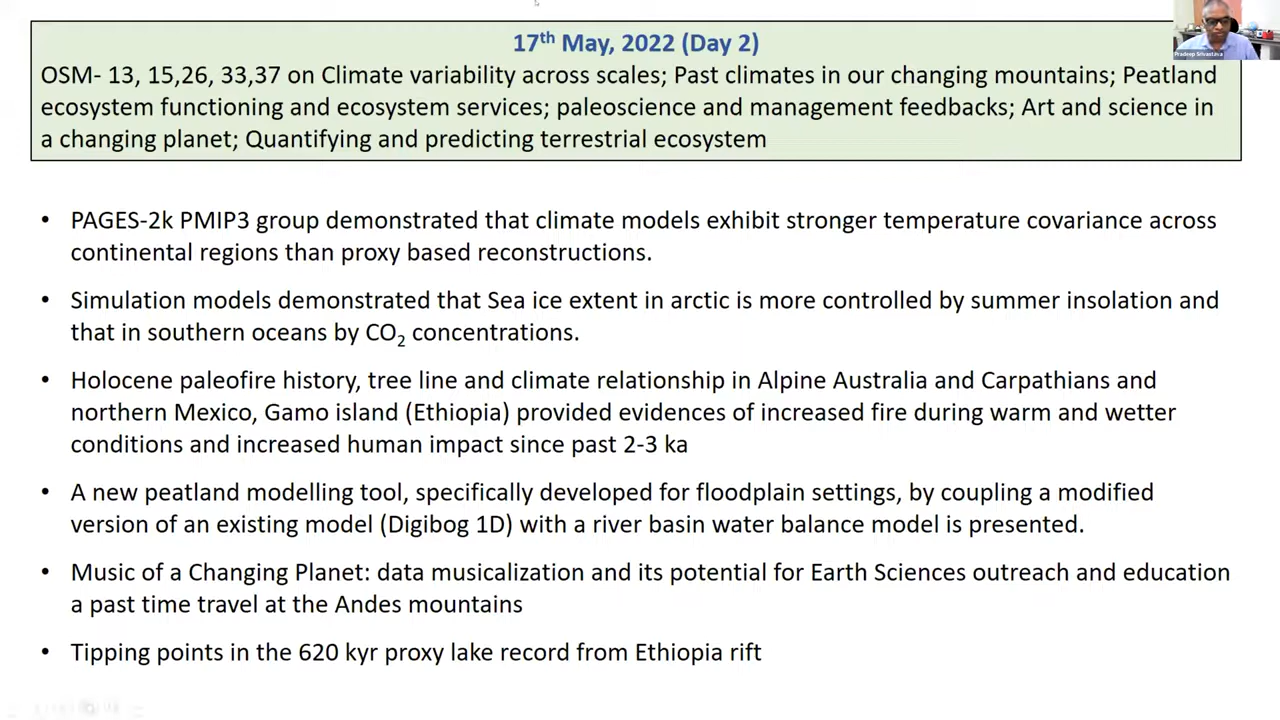 17th May, 2022 (Day 2)
OSM- 13, 15,26, 33,37 on Climate variability across scales; Past climates in our changing mountains; Peatland
ecosystem functioning and ecosystem services; paleoscience and management feedbacks; Art and science in
a changing planet; Quantifying and predicting terrestrial ecosystem
Pradeep Srivastava
• PAGES-2k PMIP3 group demonstrated that climate models exhibit stronger temperature covariance across
continental regions than proxy based reconstructions.
• Simulation models demonstrated that Sea ice extent in arctic is more controlled by summer insolation and
that in southern oceans by CO₂ concentrations.
• Holocene paleofire history, tree line and climate relationship in Alpine Australia and Carpathians and
northern Mexico, Gamo island (Ethiopia) provided evidences of increased fire during warm and wetter
conditions and increased human impact since past 2-3 ka
• A new peatland modelling tool, specifically developed for floodplain settings, by coupling a modified
version of an existing model (Digibog 1D) with a river basin water balance model is presented.
• Music of a Changing Planet: data musicalization and its potential for Earth Sciences outreach and education
a past time travel at the Andes mountains
• Tipping points in the 620 kyr proxy lake record from Ethiopia rift